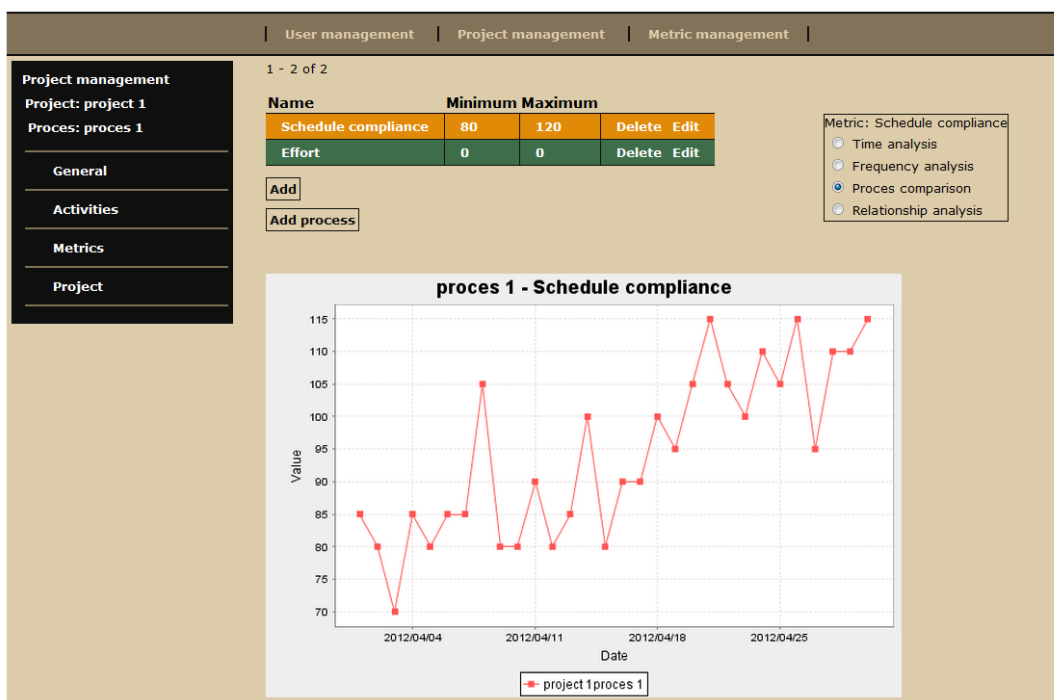 User management | Project management | Metric management
Project management
Project: project 1
Proces: proces 1
General
Activities
Metrics
Project
1 - 2 of 2
Name Minimum Maximum
Schedule compliance 80 120 Delete Edit
Effort 0 0 Delete Edit
Add
Add process
Metric: Schedule compliance
Time analysis
Frequency analysis
Proces comparison
Relationship analysis
proces 1 - Schedule compliance
115
110
105
100
95
90
85
80
75
70
Value
2012/04/04 2012/04/11 2012/04/18 2012/04/25
Date
project 1proces 1